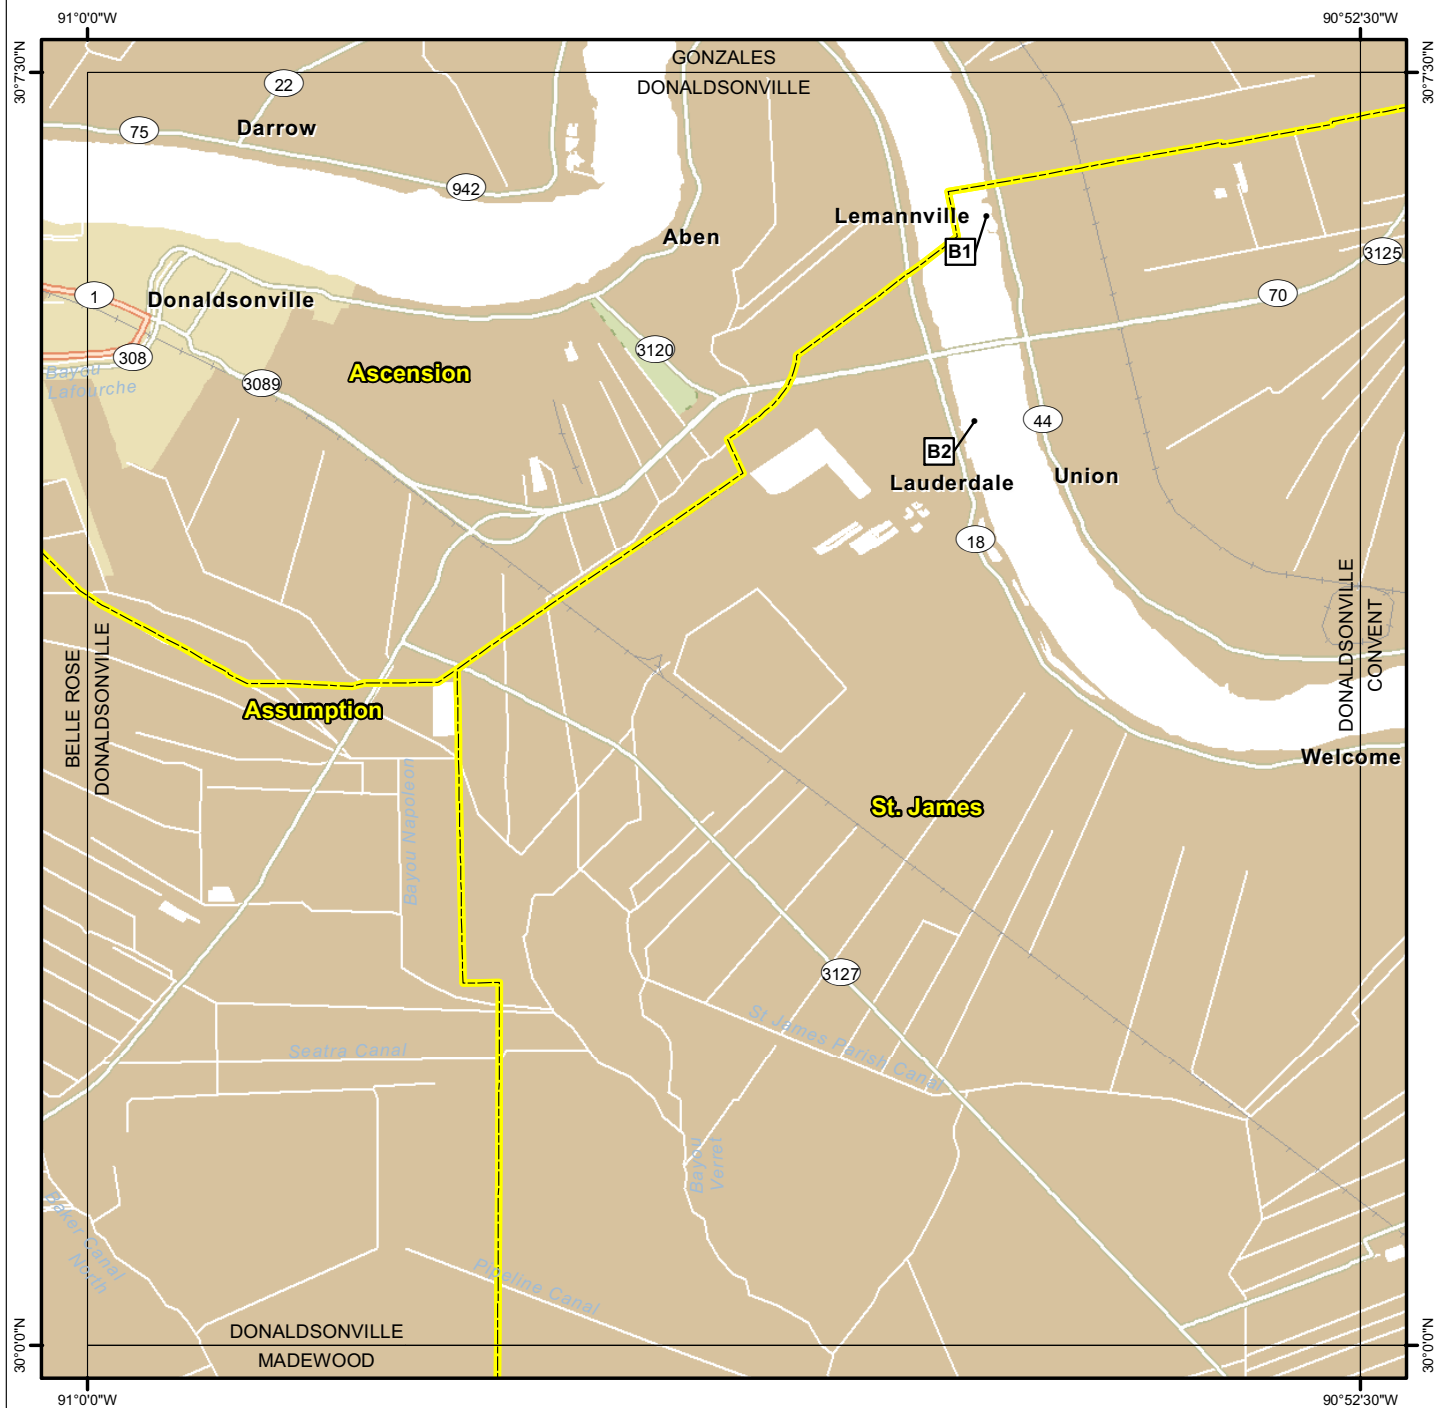 91°0'0"W
90°52'30"W
30°7'30"N
30°7'30"N
GONZALES
DONALDSONVILLE
22
75
Darrow
942
Lemannville
Aben
B1
3125
1
Donaldsonville
70
308
3120
Bayou
Lafourche
3089
Ascension
44
B2
Lauderdale
Union
18
BELLE ROSE
DONALDSONVILLE
DONALDSONVILLE
CONVENT
Assumption
Welcome
Bayou Napoleon
St. James
3127
St James Parish Canal
Seatra Canal
Bayou
Verret
Baker Canal
North
Pipeline Canal
DONALDSONVILLE
MADEWOOD
30°0'0"N
30°0'0"N
91°0'0"W
90°52'30"W